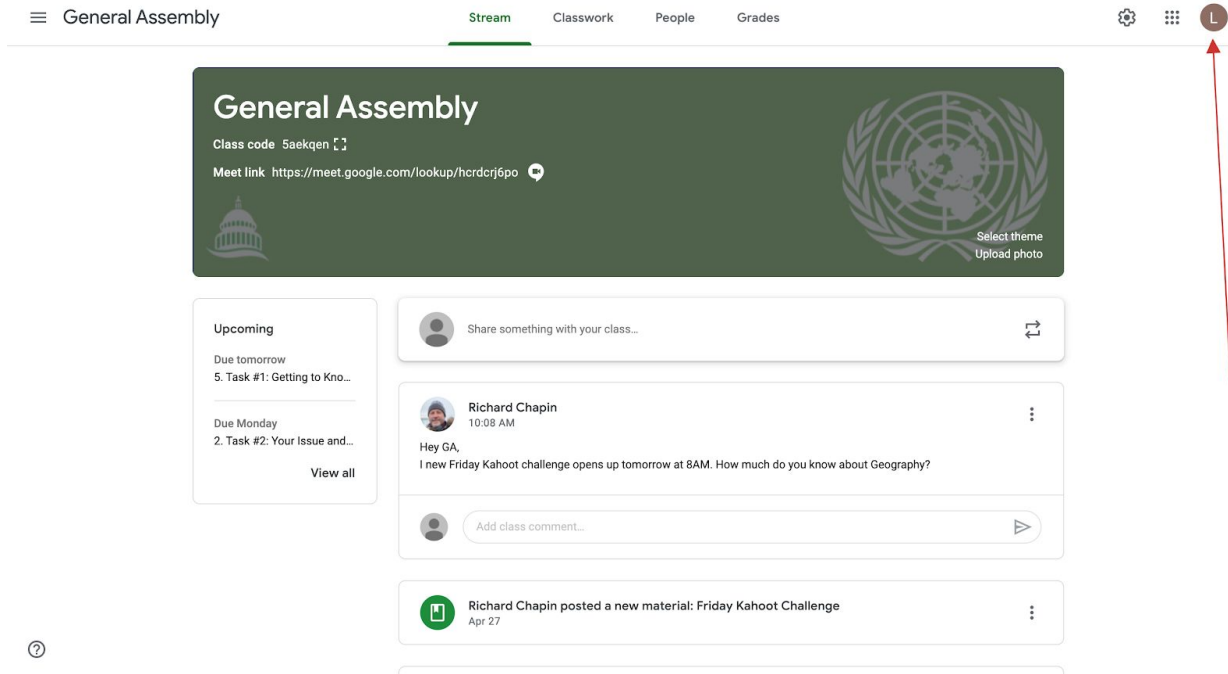 General Assembly
Stream Classwork People Grades
L
General Assembly
Class code 5aekqen
Meet link https://meet.google.com/lookup/hcrdcrj6po
Select theme
Upload photo
Upcoming
Due tomorrow
5. Task #1: Getting to Kno...
Due Monday
2. Task #2: Your Issue and...
View all
Share something with your class...
Richard Chapin
10:08 AM
Hey GA,
I new Friday Kahoot challenge opens up tomorrow at 8AM. How much do you know about Geography?
Add class comment...
Richard Chapin posted a new material: Friday Kahoot Challenge
Apr 27
?